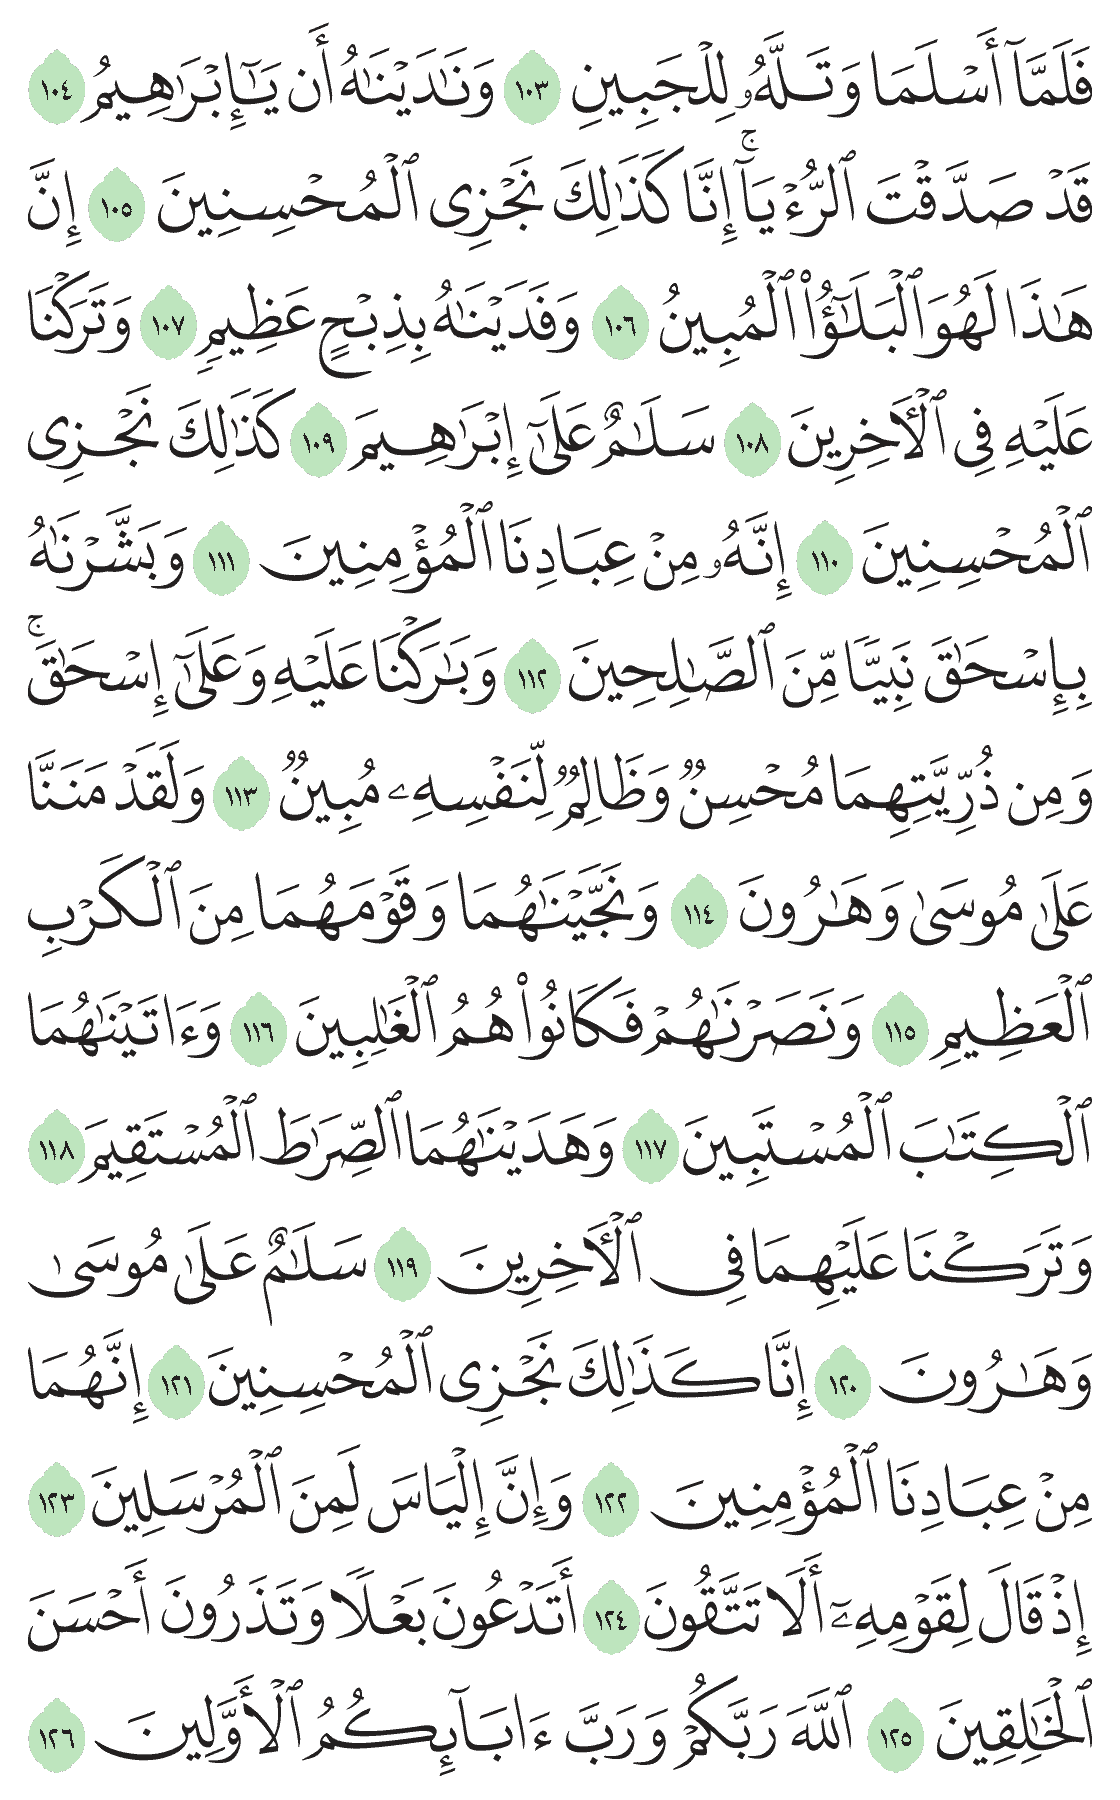 فَلَمَّآ أَسْلَمَا وَتَلَّهُۥ لِلْجَبِينِ ١٠٣ وَنَٰدَيْنَٰهُ أَن يَٰٓإِبْرَٰهِيمُ ١٠٤
قَدْ صَدَّقْتَ ٱلرُّءْيَآۚ إِنَّا كَذَٰلِكَ نَجْزِى ٱلْمُحْسِنِينَ ١٠٥ إِنَّ
هَٰذَا لَهُوَ ٱلْبَلَٰٓؤُا۟ ٱلْمُبِينُ ١٠٦ وَفَدَيْنَٰهُ بِذِبْحٍ عَظِيمٍ ١٠٧ وَتَرَكْنَا
عَلَيْهِ فِى ٱلْأَخِرِينَ ١٠٨ سَلَٰمٌ عَلَىٰٓ إِبْرَٰهِيمَ ١٠٩ كَذَٰلِكَ نَجْزِى
ٱلْمُحْسِنِينَ ١١٠ إِنَّهُۥ مِنْ عِبَادِنَا ٱلْمُؤْمِنِينَ ١١١ وَبَشَّرْنَٰهُ
بِإِسْحَٰقَ نَبِيًّا مِّنَ ٱلصَّٰلِحِينَ ١١٢ وَبَٰرَكْنَا عَلَيْهِ وَعَلَىٰٓ إِسْحَٰقَۚ
وَمِن ذُرِّيَّتِهِمَا مُحْسِنٌ وَظَالِمٌ لِّنَفْسِهِۦ مُبِينٌ ١١٣ وَلَقَدْ مَنَنَّا
عَلَىٰ مُوسَىٰ وَهَٰرُونَ ١١٤ وَنَجَّيْنَٰهُمَا وَقَوْمَهُمَا مِنَ ٱلْكَرْبِ
ٱلْعَظِيمِ ١١٥ وَنَصَرْنَٰهُمْ فَكَانُوا۟ هُمُ ٱلْغَٰلِبِينَ ١١٦ وَءَاتَيْنَٰهُمَا
ٱلْكِتَٰبَ ٱلْمُسْتَبِينَ ١١٧ وَهَدَيْنَٰهُمَا ٱلصِّرَٰطَ ٱلْمُسْتَقِيمَ ١١٨
وَتَرَكْنَا عَلَيْهِمَا فِى ٱلْأَخِرِينَ ١١٩ سَلَٰمٌ عَلَىٰ مُوسَىٰ
وَهَٰرُونَ ١٢٠ إِنَّا كَذَٰلِكَ نَجْزِى ٱلْمُحْسِنِينَ ١٢١ إِنَّهُمَا
مِنْ عِبَادِنَا ٱلْمُؤْمِنِينَ ١٢٢ وَإِنَّ إِلْيَاسَ لَمِنَ ٱلْمُرْسَلِينَ ١٢٣
إِذْ قَالَ لِقَوْمِهِۦٓ أَلَا تَتَّقُونَ ١٢٤ أَتَدْعُونَ بَعْلًا وَتَذَرُونَ أَحْسَنَ
ٱلْخَٰلِقِينَ ١٢٥ ٱللَّهَ رَبَّكُمْ وَرَبَّ ءَابَآئِكُمُ ٱلْأَوَّلِينَ ١٢٦